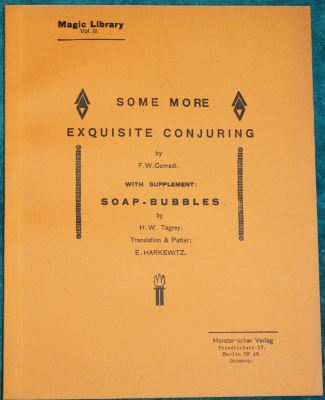 Magic Library
Vol. II.
SOME MORE
EXQUISITE CONJURING
by
F.W.Conradi.
WITH SUPPLEMENT:
SOAP-BUBBLES
by
H.W. Tagrey.
Translation & Patter:
E.HARKEWITZ.
Horster'scher Verlag
Friedrichstr.17.
Berlin SW 48.
Germany.